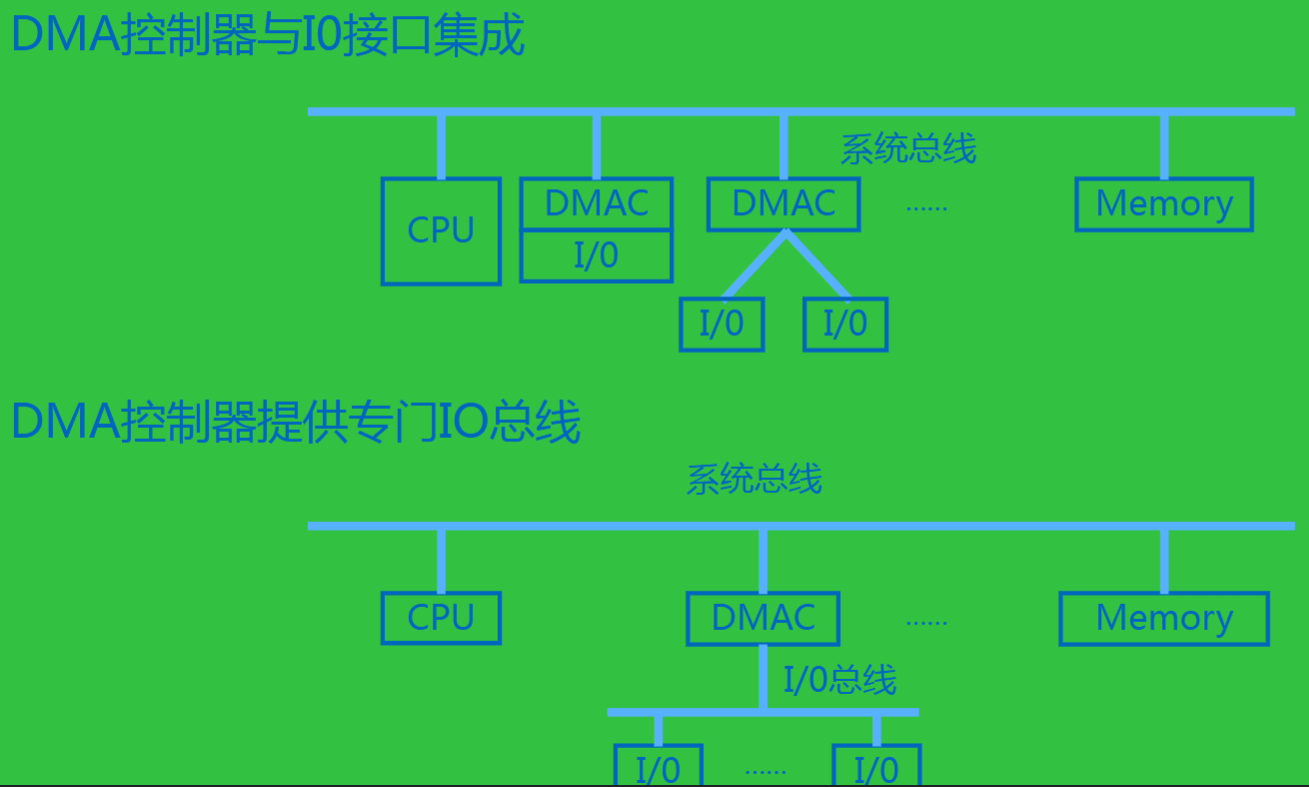 DMA控制器与I0接口集成
系统总线
CPU
DMAC
I/0
DMAC
......
Memory
I/0
I/0
DMA控制器提供专门IO总线
系统总线
CPU
DMAC
......
Memory
I/0总线
I/0
......
I/0